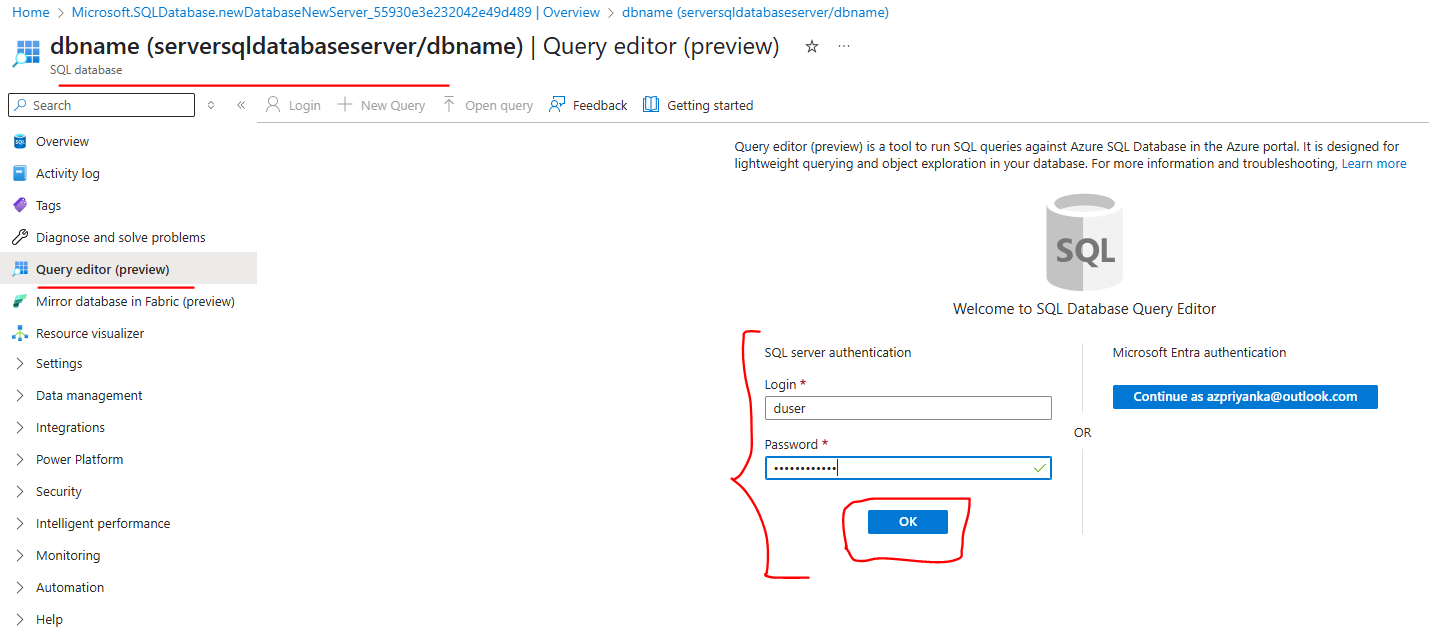 Home > Microsoft.SQLDatabase.newDatabaseNewServer_55930e3e232042e49d489 | Overview > dbname (serversqldatabaseserver/dbname)
dbname (serversqldatabaseserver/dbname) | Query editor (preview) ☆ ...
SQL database
Search
Login New Query Open query Feedback Getting started
Overview
Activity log
Tags
Diagnose and solve problems
Query editor (preview)
Mirror database in Fabric (preview)
Resource visualizer
Settings
Data management
Integrations
Power Platform
Security
Intelligent performance
Monitoring
Automation
Help
Query editor (preview) is a tool to run SQL queries against Azure SQL Database in the Azure portal. It is designed for
lightweight querying and object exploration in your database. For more information and troubleshooting, Learn more
SQL
Welcome to SQL Database Query Editor
SQL server authentication
Login *
duser
Password *
••••••••••••
OK
OR
Microsoft Entra authentication
Continue as azpriyanka@outlook.com